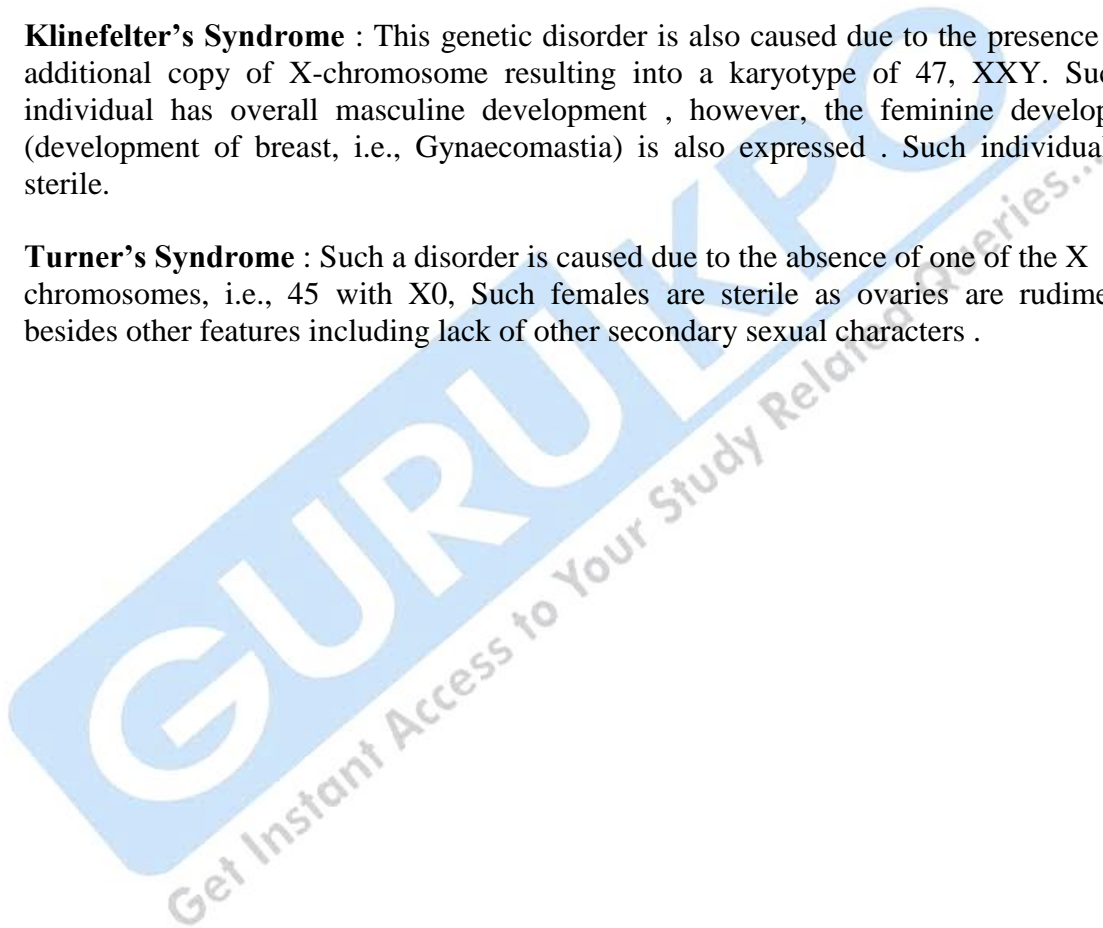 Klinefelter’s Syndrome : This genetic disorder is also caused due to the presence
additional copy of X-chromosome resulting into a karyotype of 47, XXY.
individual has overall masculine development , however, the feminine
(development of breast, i.e., Gynaecomastia) is also expressed . Such
sterile.
Turner’s Syndrome : Such a disorder is caused due to the absence of one of the X
chromosomes, i.e., 45 with X0, Such females are sterile as ovaries are
besides other features including lack of other secondary sexual characters .
GURUKPO
Get Instant Access to Your Study Related Queries...